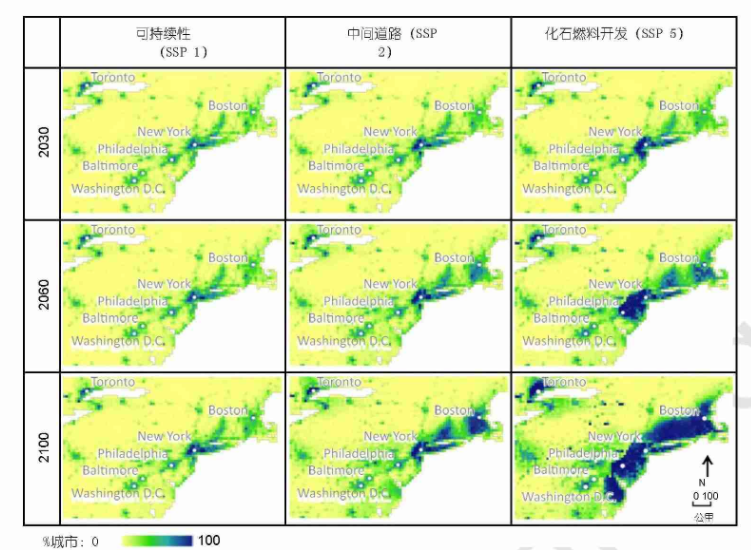 可持续性
(SSP 1)
中间道路 (SSP
2)
化石燃料开发 (SSP 5)
2030
Toronto
Boston
New York
Philadelphia
Baltimore
Washington D.C.
Toronto
Boston
New York
Philadelphia
Baltimore
Washington D.C.
Toronto
Boston
New York
Philadelphia
Baltimore
Washington D.C.
2060
Toronto
Boston
New York
Philadelphia
Baltimore
Washington D.C.
Toronto
Boston
New York
Philadelphia
Baltimore
Washington D.C.
Toronto
Boston
New York
Philadelphia
Baltimore
Washington D.C.
2100
Toronto
Boston
New York
Philadelphia
Baltimore
Washington D.C.
Toronto
Boston
New York
Philadelphia
Baltimore
Washington D.C.
Toronto
Boston
New York
Philadelphia
Baltimore
Washington D.C.
N
0 100
公里
%城市: 0 100